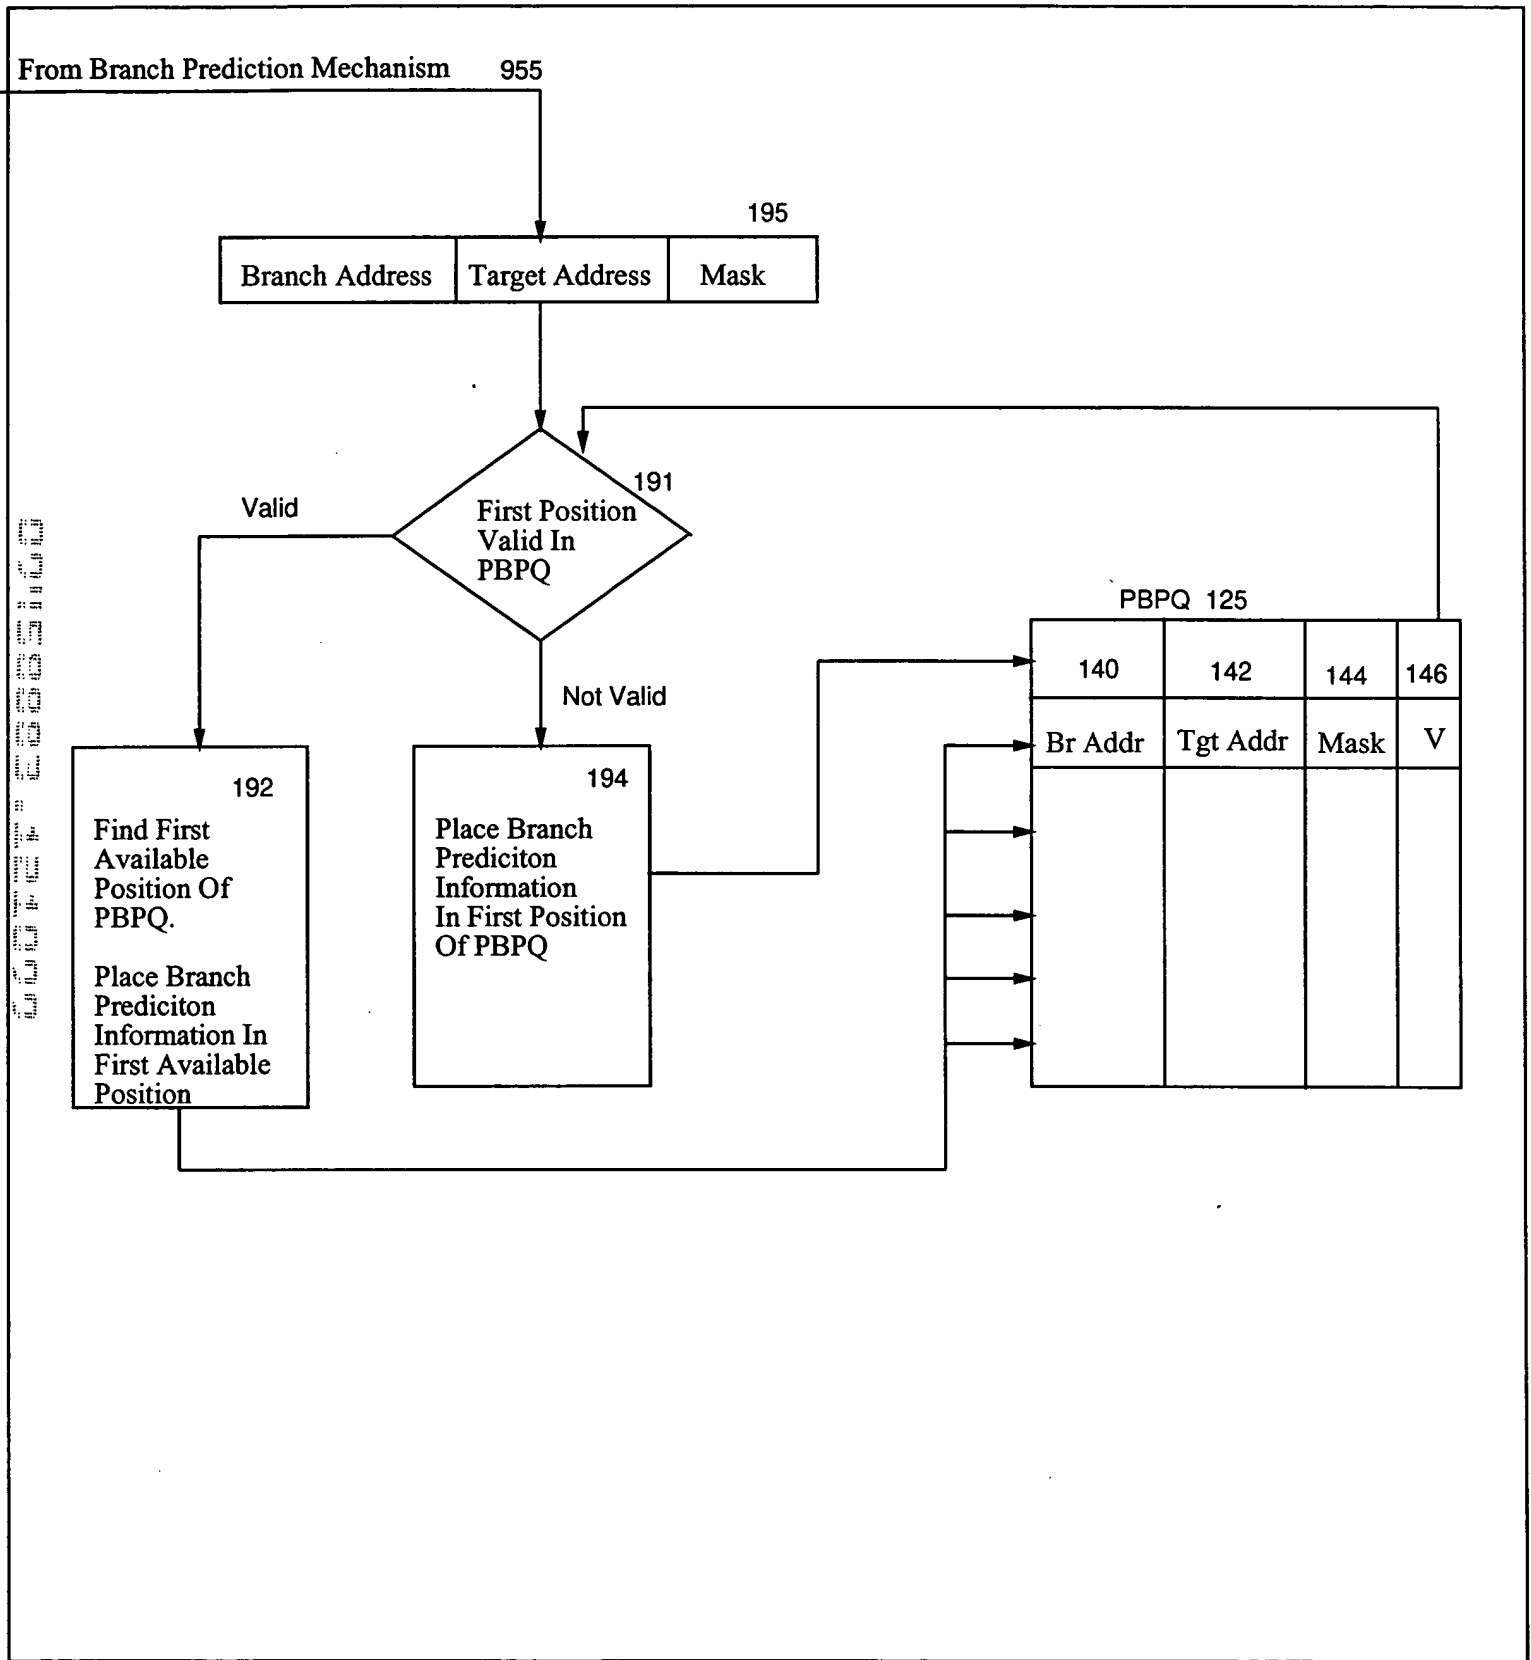 From Branch Prediction Mechanism 955
195
Branch Address Target Address Mask
191
First Position
Valid In
PBPQ
Valid
Not Valid
PBPQ 125
140 142 144 146
Br Addr Tgt Addr Mask V
192
Find First
Available
Position Of
PBPQ.
Place Branch
Prediciton
Information In
First Available
Position
194
Place Branch
Prediciton
Information
In First Position
Of PBPQ